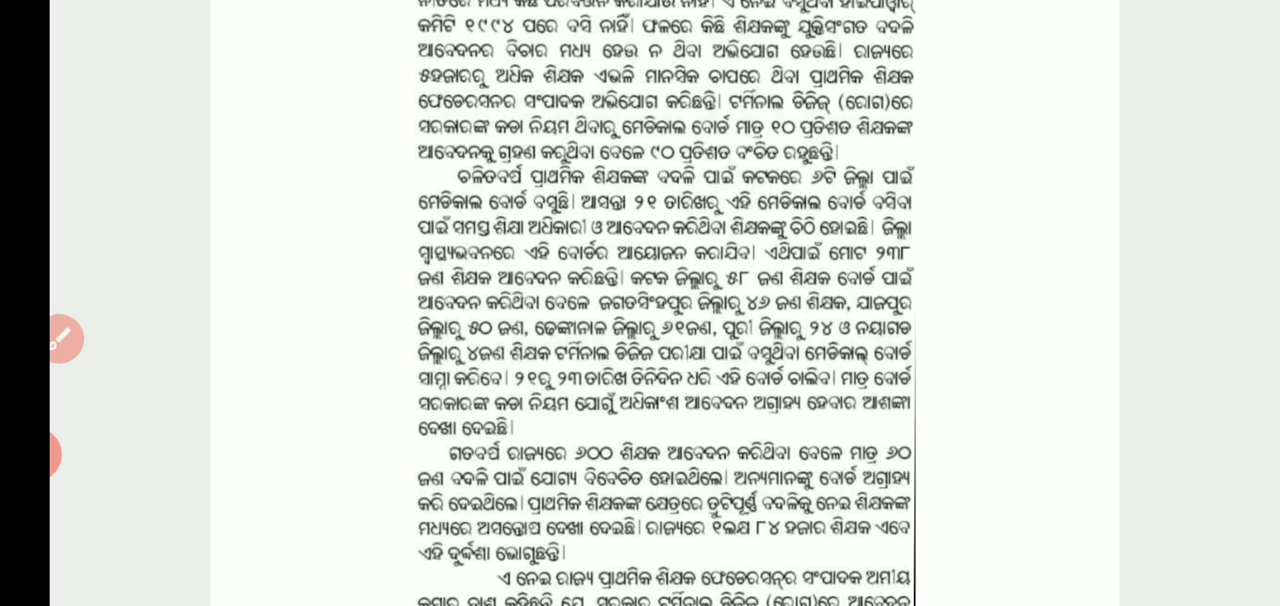 କମିଟି ୧୯୯୪ ପରେ ବସି ନାହିଁ। ଫଳରେ କିଛି ଶିକ୍ଷକଙ୍କୁ ଯୁକ୍ତିସଂଗତ ବଦଳି
ଆବେଦନର ବିଚାର ମଧ୍ୟ ହେଉ ନ ଥିବା ଅଭିଯୋଗ ହେଉଛି। ରାଜ୍ୟରେ
୫ହଜାରରୁ ଅଧିକ ଶିକ୍ଷକ ଏଭଳି ମାନସିକ ଚାପରେ ଥିବା ପ୍ରାଥମିକ ଶିକ୍ଷକ
ଫେଡେରସନର ସଂପାଦକ ଅଭିଯୋଗ କରିଛନ୍ତି। ଟର୍ମିନାଲ ଡିଜିଜ୍ (ରୋଗ)ରେ
ସରକାରଙ୍କ କଡା ନିୟମ ଥିବାରୁ ମେଡିକାଲ ବୋର୍ଡ ମାତ୍ର ୧୦ ପ୍ରତିଶତ ଶିକ୍ଷକଙ୍କ
ଆବେଦନକୁ ଗ୍ରହଣ କରୁଥିବା ବେଳେ ୯୦ ପ୍ରତିଶତ ବଂଚିତ ରହୁଛନ୍ତି।
ଚଳିତବର୍ଷ ପ୍ରାଥମିକ ଶିକ୍ଷକଙ୍କ ବଦଳି ପାଇଁ କଟକରେ ୬ଟି ଜିଲ୍ଲା ପାଇଁ
ମେଡିକାଲ ବୋର୍ଡ ବସୁଛି। ଆସନ୍ତା ୨୧ ତାରିଖରୁ ଏହି ମେଡିକାଲ ବୋର୍ଡ ବସିବା
ପାଇଁ ସମସ୍ତ ଶିକ୍ଷା ଅଧିକାରୀ ଓ ଆବେଦନ କରିଥିବା ଶିକ୍ଷକଙ୍କୁ ଚିଠି ହୋଇଛି। ଜିଲ୍ଲା
ସ୍ବାସ୍ଥ୍ୟଭବନରେ ଏହି ବୋର୍ଡର ଆୟୋଜନ କରାଯିବ। ଏଥିପାଇଁ ମୋଟ ୨୩୮
ଜଣ ଶିକ୍ଷକ ଆବେଦନ କରିଛନ୍ତି। କଟକ ଜିଲ୍ଲାରୁ ୫୮ ଜଣ ଶିକ୍ଷକ ବୋର୍ଡ ପାଇଁ
ଆବେଦନ କରିଥିବା ବେଳେ ଜଗତସିଂହପୁର ଜିଲ୍ଲାରୁ ୪୬ ଜଣ ଶିକ୍ଷକ, ଯାଜପୁର
ଜିଲ୍ଲାରୁ ୫୦ ଜଣ, ଢେଙ୍କାନାଳ ଜିଲ୍ଲାରୁ ୬୧ଜଣ, ପୁରୀ ଜିଲ୍ଲାରୁ ୨୪ ଓ ନୟାଗଡ
ଜିଲ୍ଲାରୁ ୪ଜଣ ଶିକ୍ଷକ ଟର୍ମିନାଲ ଡିଜିଜ ପରୀକ୍ଷା ପାଇଁ ବସୁଥିବା ମେଡିକାଲ୍ ବୋର୍ଡ
ସାମ୍ନା କରିବେ। ୨୧ରୁ ୨୩ ତାରିଖ ତିନିଦିନ ଧରି ଏହି ବୋର୍ଡ ଚାଲିବ। ମାତ୍ର ବୋର୍ଡ
ସରକାରଙ୍କ କଡା ନିୟମ ଯୋଗୁଁ ଅଧିକାଂଶ ଆବେଦନ ଅଗ୍ରାହ୍ୟ ହେବାର ଆଶଙ୍କା
ଦେଖା ଦେଇଛି।
ଗତବର୍ଷ ରାଜ୍ୟରେ ୬୦୦ ଶିକ୍ଷକ ଆବେଦନ କରିଥିବା ବେଳେ ମାତ୍ର ୬୦
ଜଣ ବଦଳି ପାଇଁ ଯୋଗ୍ୟ ବିବେଚିତ ହୋଇଥିଲେ। ଅନ୍ୟମାନଙ୍କୁ ବୋର୍ଡ ଅଗ୍ରାହ୍ୟ
କରି ଦେଇଥିଲେ। ପ୍ରାଥମିକ ଶିକ୍ଷକଙ୍କ କ୍ଷେତ୍ରରେ ତ୍ରୁଟିପୂର୍ଣ୍ଣ ବଦଳିକୁ ନେଇ ଶିକ୍ଷକଙ୍କ
ମଧ୍ୟରେ ଅସନ୍ତୋଷ ଦେଖା ଦେଇଛି। ରାଜ୍ୟରେ ୧ଲକ୍ଷ ୮୪ ହଜାର ଶିକ୍ଷକ ଏବେ
ଏହି ଦୁର୍ଦ୍ଦଶା ଭୋଗୁଛନ୍ତି।
ଏ ନେଇ ରାଜ୍ୟ ପ୍ରାଥମିକ ଶିକ୍ଷକ ଫେଡେରସନ୍‌ର ସଂପାଦକ ଅମୀୟ